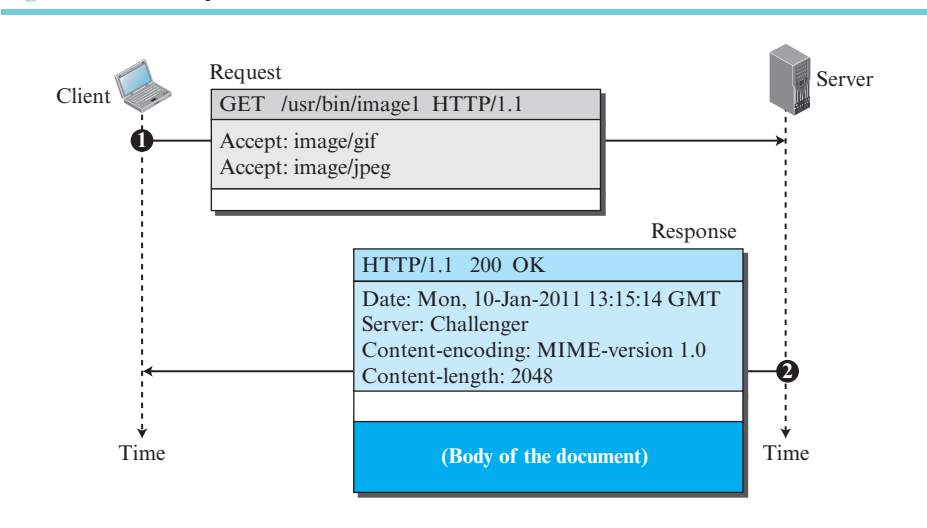 Request
Client
Server
GET /usr/bin/image1 HTTP/1.1
1
Accept: image/gif
Accept: image/jpeg
Response
HTTP/1.1 200 OK
Date: Mon, 10-Jan-2011 13:15:14 GMT
Server: Challenger
Content-encoding: MIME-version 1.0
Content-length: 2048
2
Time
(Body of the document)
Time